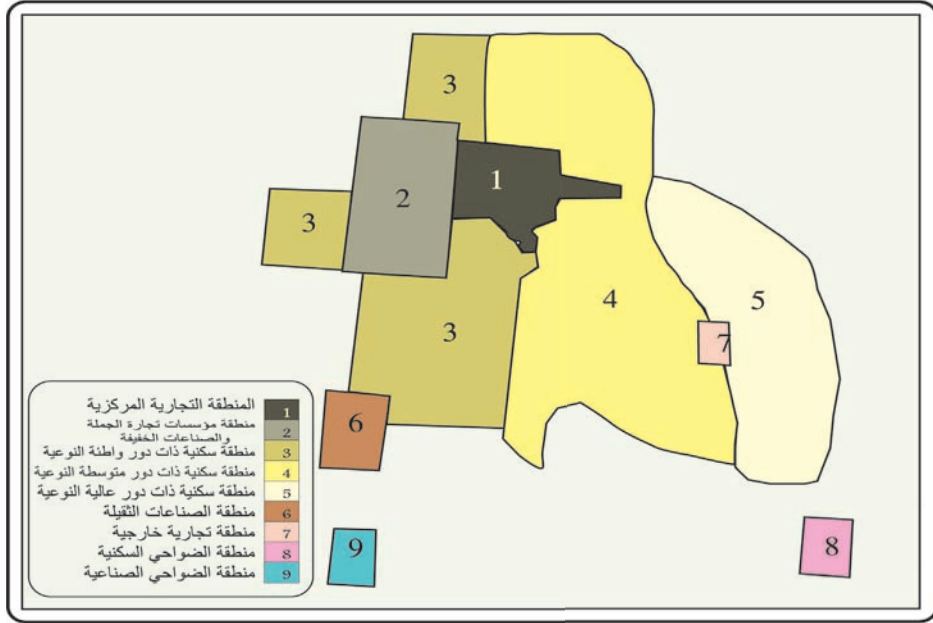 3
1
2
3
4
5
3
7
6
9
8
المنطقة التجارية المركزية 1
منطقة مؤسسات تجارة الجملة
والصناعات الخفيفة 2
منطقة سكنية ذات دور واطئة النوعية 3
منطقة سكنية ذات دور متوسطة النوعية 4
منطقة سكنية ذات دور عالية النوعية 5
منطقة الصناعات الثقيلة 6
منطقة تجارية خارجية 7
منطقة الضواحي السكنية 8
منطقة الضواحي الصناعية 9